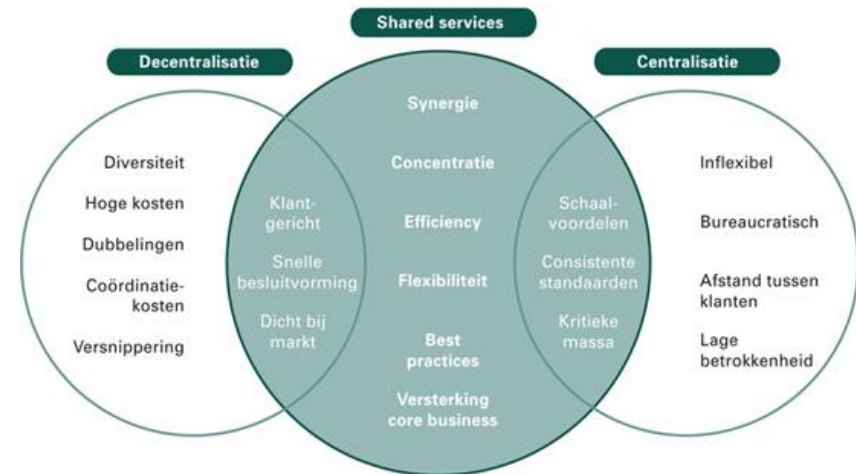 Shared services
Decentralisatie
Centralisatie
Diversiteit
Hoge kosten
Dubbelingen
Coördinatie-
kosten
Versnippering
Klant-
gericht
Snelle
besluitvorming
Dicht bij
markt
Synergie
Concentratie
Efficiency
Flexibiliteit
Best
practices
Versterking
core business
Schaal-
voordelen
Consistente
standaarden
Kritieke
massa
Inflexibel
Bureaucratisch
Afstand tussen
klanten
Lage
betrokkenheid